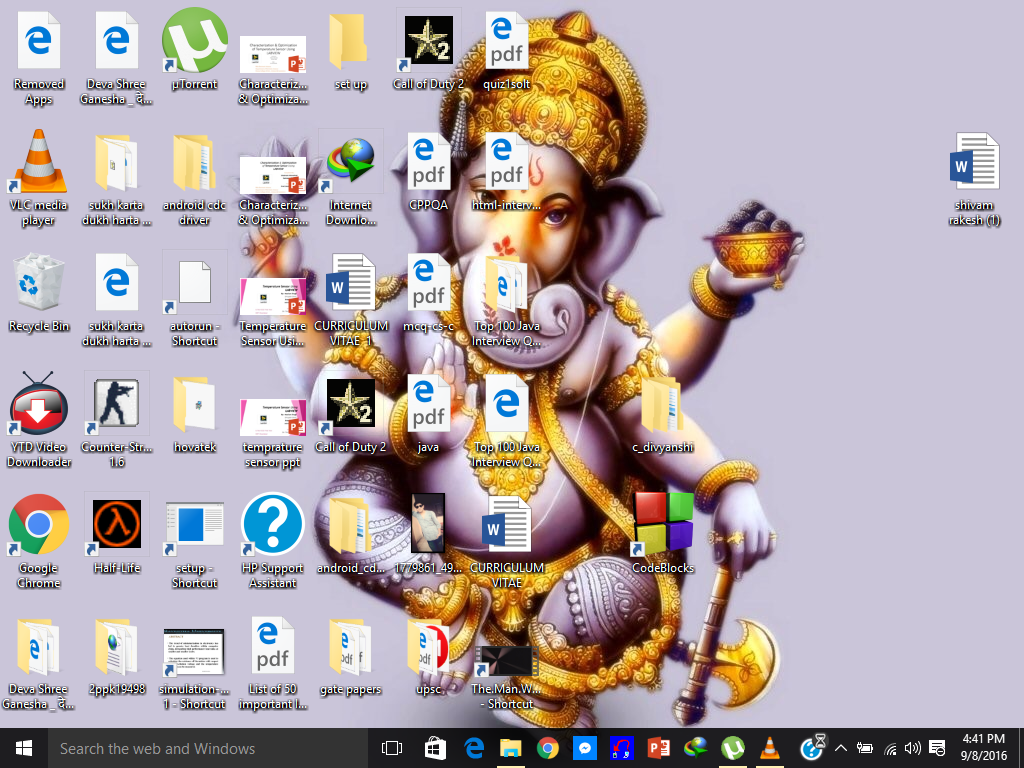 Removed
Apps
Deva Shree
Ganesha _ दे...
µTorrent
Characteriz...
& Optimiza...
set up
Call of Duty 2
quiz1solt
VLC media
player
sukh karta
dukh harta ...
android cdc
driver
Characteriz...
& Optimiza...
Internet
Downlo...
CPPQA
html-interv...
shivam
rakesh (1)
Recycle Bin
sukh karta
dukh harta ...
autorun -
Shortcut
Temperature
Sensor Usi...
CURRICULUM
VITAE_1
mcq-cs-c
Top 100 Java
Interview Q...
YTD Video
Downloader
Counter-Str...
1.6
hovatek
temprature
sensor ppt
Call of Duty 2
java
Top 100 Java
Interview Q...
c_divyanshi
Google
Chrome
Half-Life
setup -
Shortcut
HP Support
Assistant
android_cd...
1779861_49...
CURRICULUM
VITAE
CodeBlocks
Deva Shree
Ganesha _ दे...
2ppk19498
simulation-...
1 - Shortcut
List of 50
important I...
gate papers
upsc
The.Man.W...
- Shortcut
Search the web and Windows
4:41 PM
9/8/2016